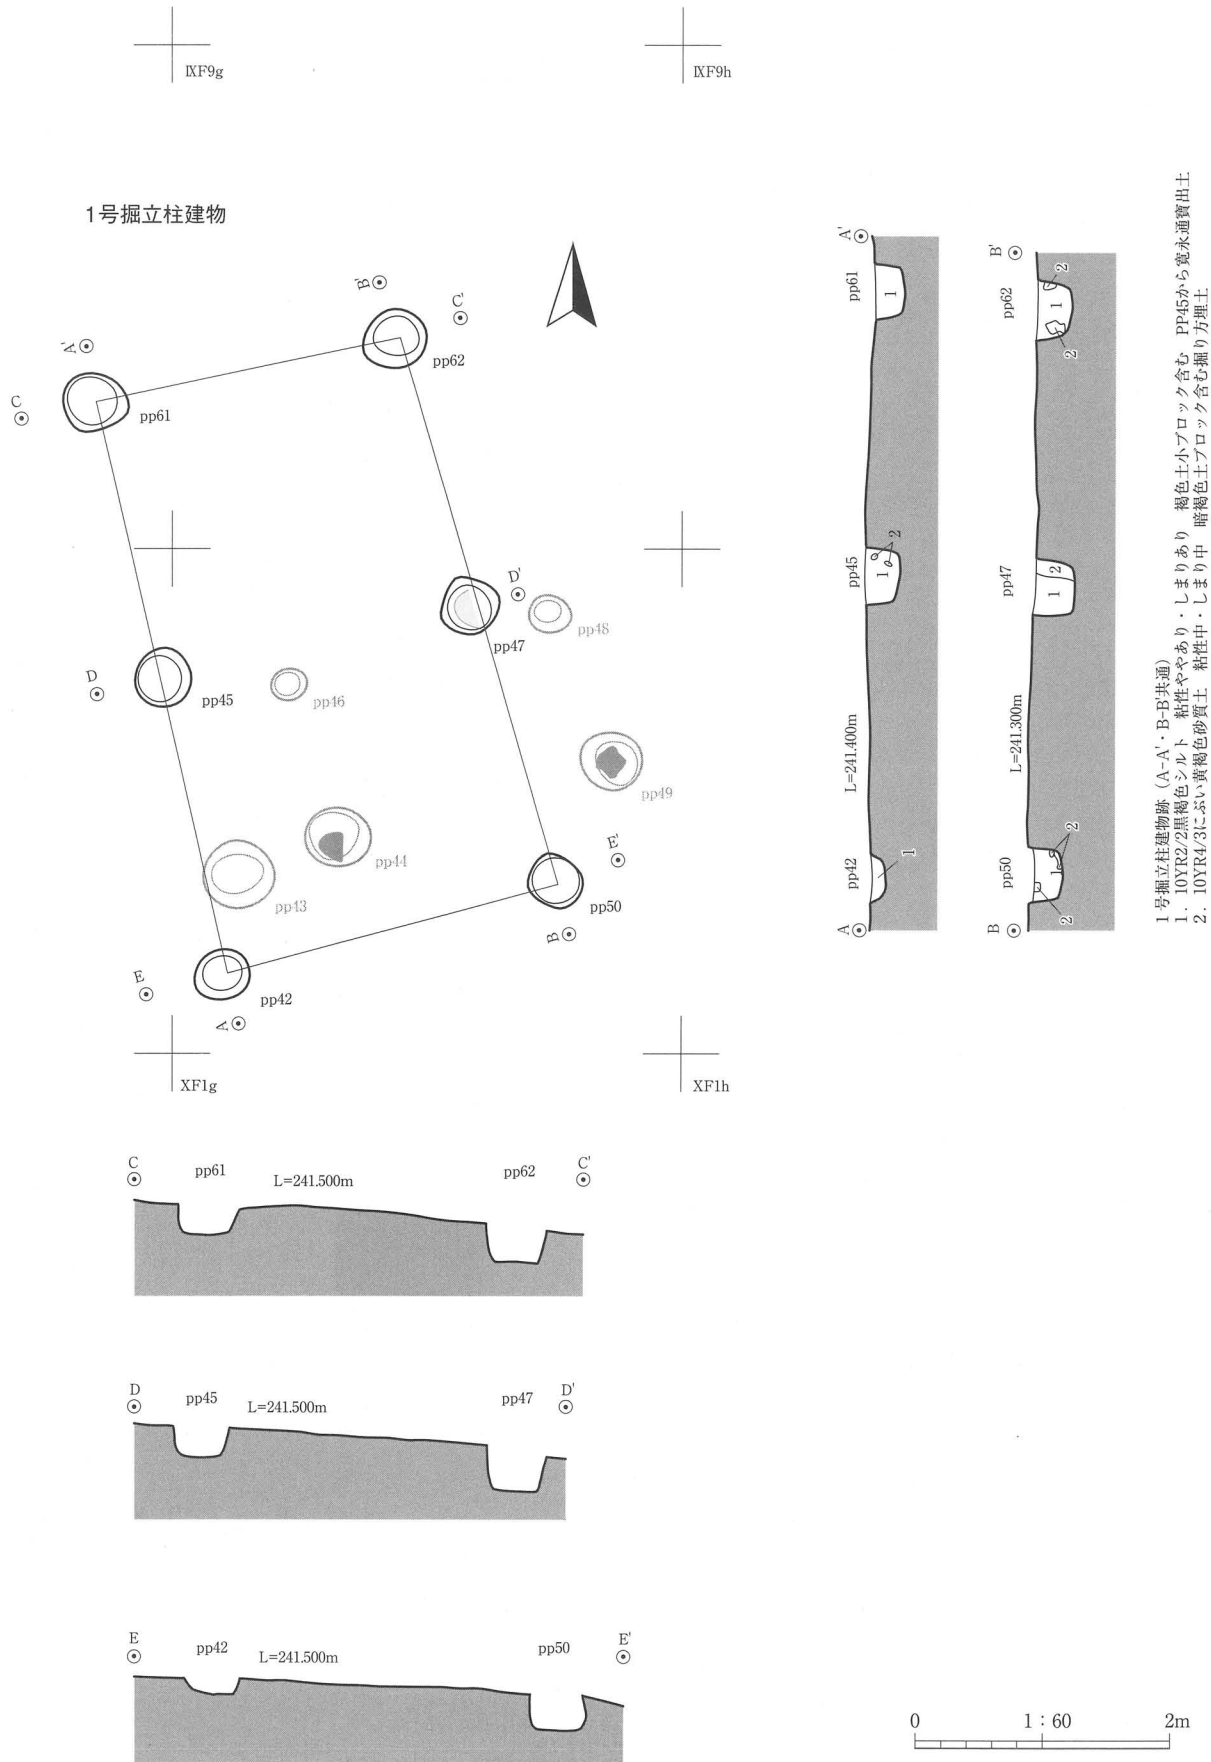 ⅨF9g
ⅨF9h
1号掘立柱建物
B'
C'
A'
C
pp62
pp61
D'
pp48
pp47
D
pp45
pp46
pp49
pp44
E'
pp43
pp50
B
E
pp42
A
XF1g
XF1h
A'
pp61
1
pp45
1
2
L=241.400m
pp42
1
A
B'
pp62
2
1
2
pp47
1
2
L=241.300m
pp50
2
1
2
B
1号掘立柱建物跡（A-A'・B-B'共通）
1．10YR2/2黒褐色シルト　粘性ややあり・しまりあり　褐色土小ブロック含む　PP45から寛永通寳出土
2．10YR4/3にぶい黄褐色砂質土　粘性中・しまり中　暗褐色土ブロック含む掘り方埋土
C
pp61
L=241.500m
pp62
C'
D
pp45
L=241.500m
pp47
D'
E
pp42
L=241.500m
pp50
E'
0
1：60
2m